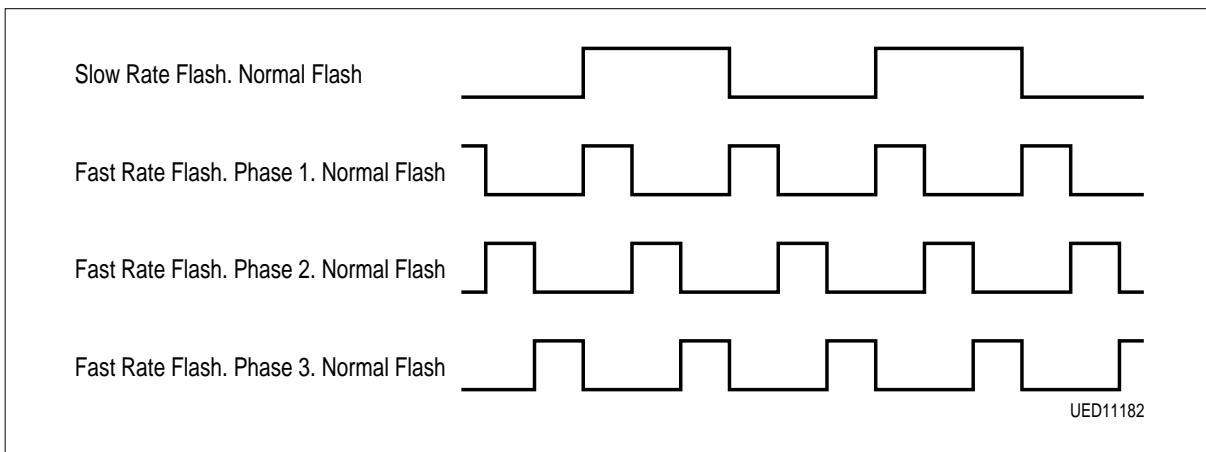 Slow Rate Flash. Normal Flash
Fast Rate Flash. Phase 1. Normal Flash
Fast Rate Flash. Phase 2. Normal Flash
Fast Rate Flash. Phase 3. Normal Flash
UED11182